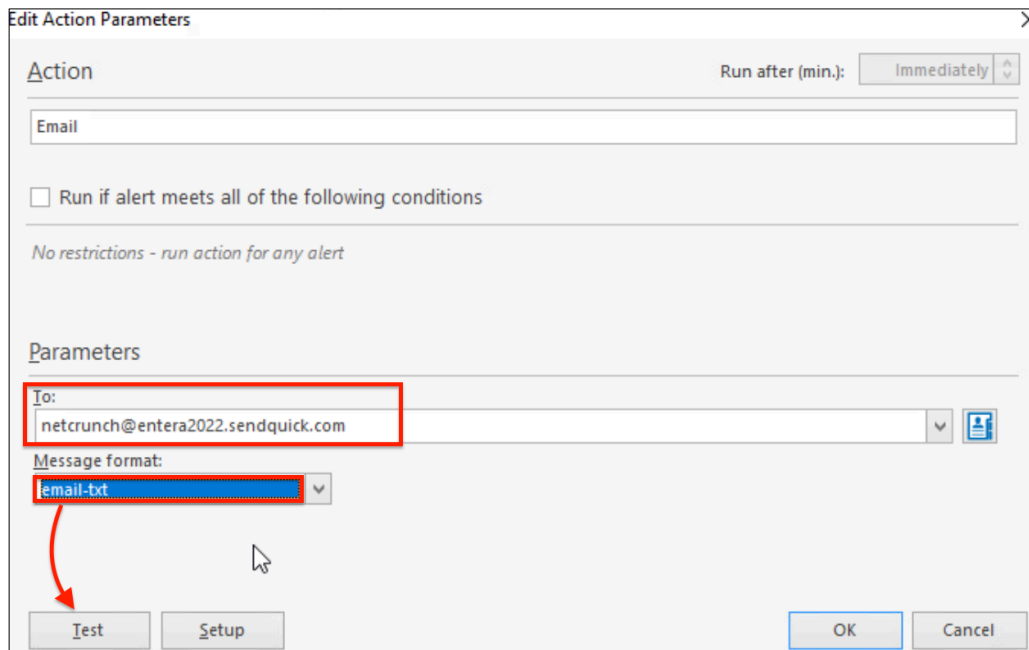 Edit Action Parameters
Action
Run after (min.): Immediately
Email
Run if alert meets all of the following conditions
No restrictions - run action for any alert
Parameters
To:
netcrunch@entera2022.sendquick.com
Message format:
email-txt
Test Setup OK Cancel